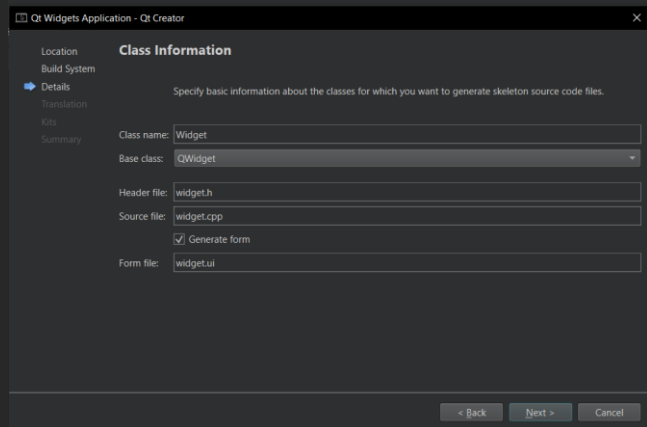 Qt Widgets Application - Qt Creator
Location
Build System
Details
Translation
Kits
Summary
Class Information
Specify basic information about the classes for which you want to generate skeleton source code files.
Class name: Widget
Base class: QWidget
Header file: widget.h
Source file: widget.cpp
Generate form
Form file: widget.ui
< Back Next > Cancel